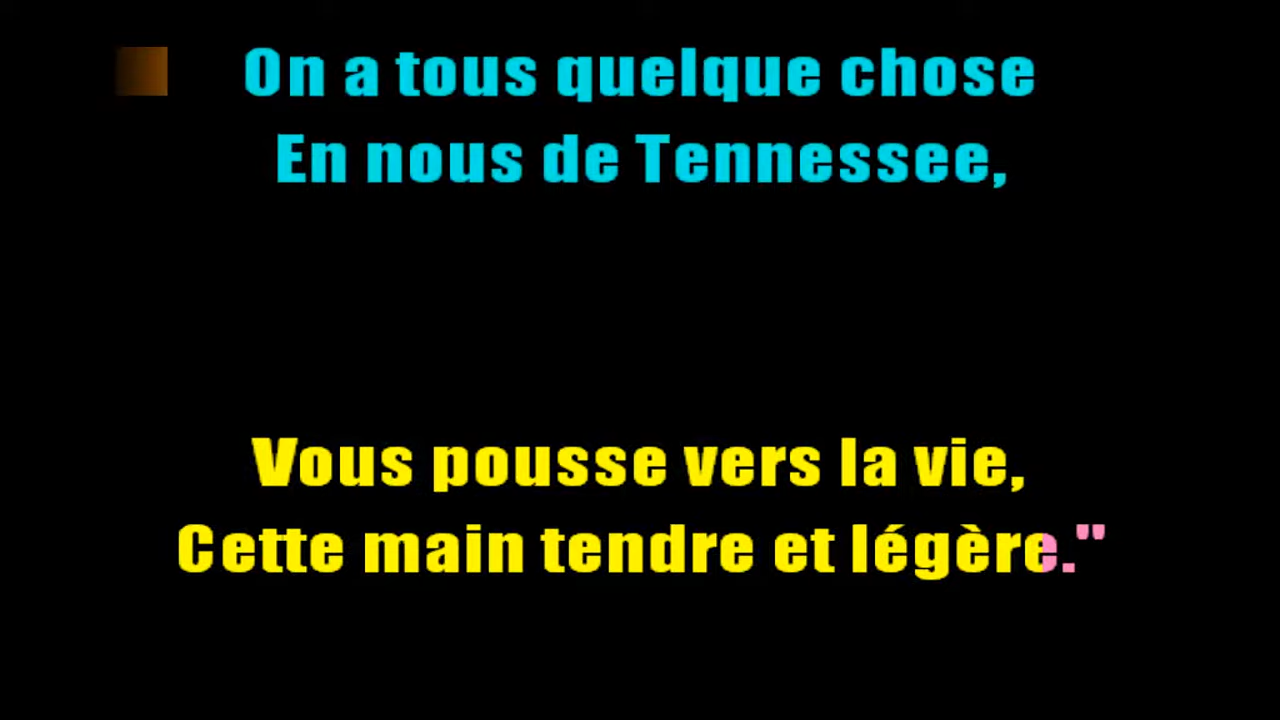 On a tous quelque chose
En nous de Tennessee,
Vous pousse vers la vie,
Cette main tendre et légère."